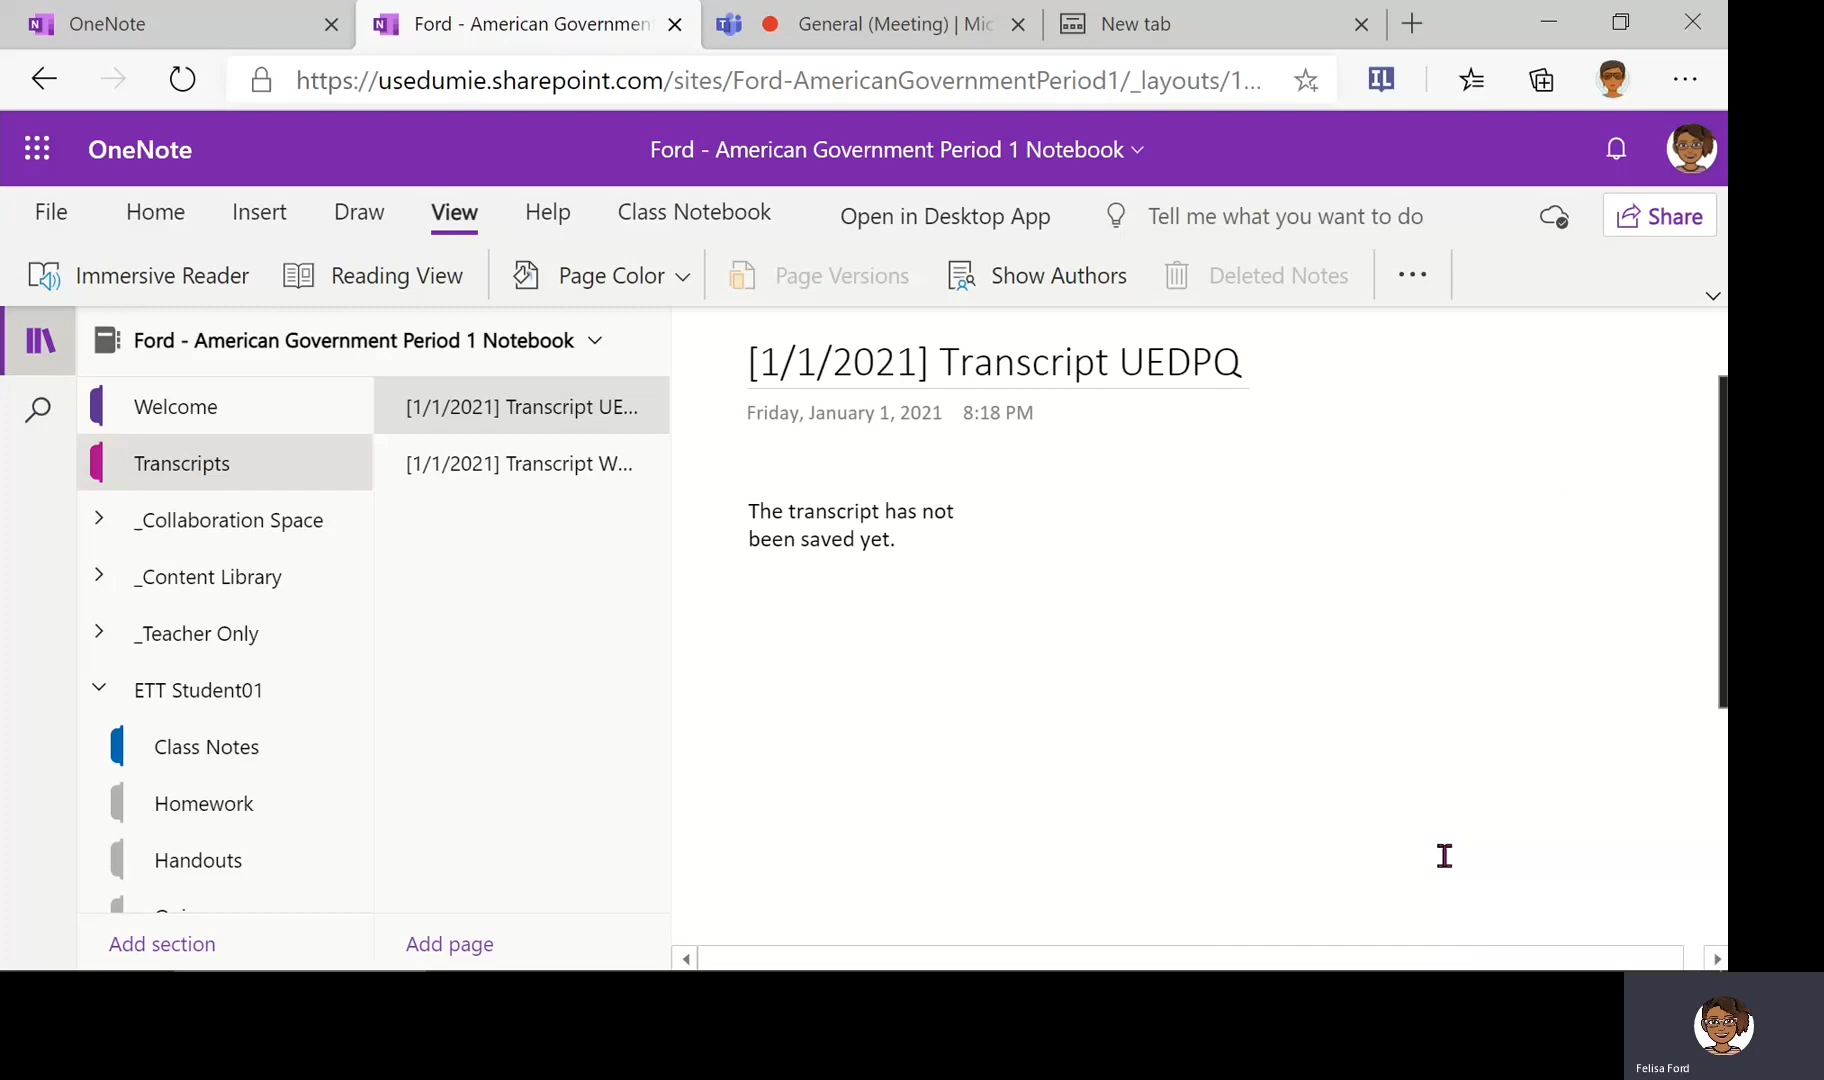 OneNote
Ford - American Governmen
General (Meeting) | Mic
New tab
https://usedumie.sharepoint.com/sites/Ford-AmericanGovernmentPeriod1/_layouts/1...
IL
OneNote
Ford - American Government Period 1 Notebook
File Home Insert Draw View Help Class Notebook Open in Desktop App Tell me what you want to do Share
Immersive Reader Reading View Page Color Page Versions Show Authors Deleted Notes ...
Ford - American Government Period 1 Notebook
Welcome
Transcripts
_Collaboration Space
_Content Library
_Teacher Only
ETT Student01
Class Notes
Homework
Handouts
Add section
[1/1/2021] Transcript UE...
[1/1/2021] Transcript W...
Add page
[1/1/2021] Transcript UEDPQ
Friday, January 1, 2021 8:18 PM
The transcript has not
been saved yet.
Felisa Ford